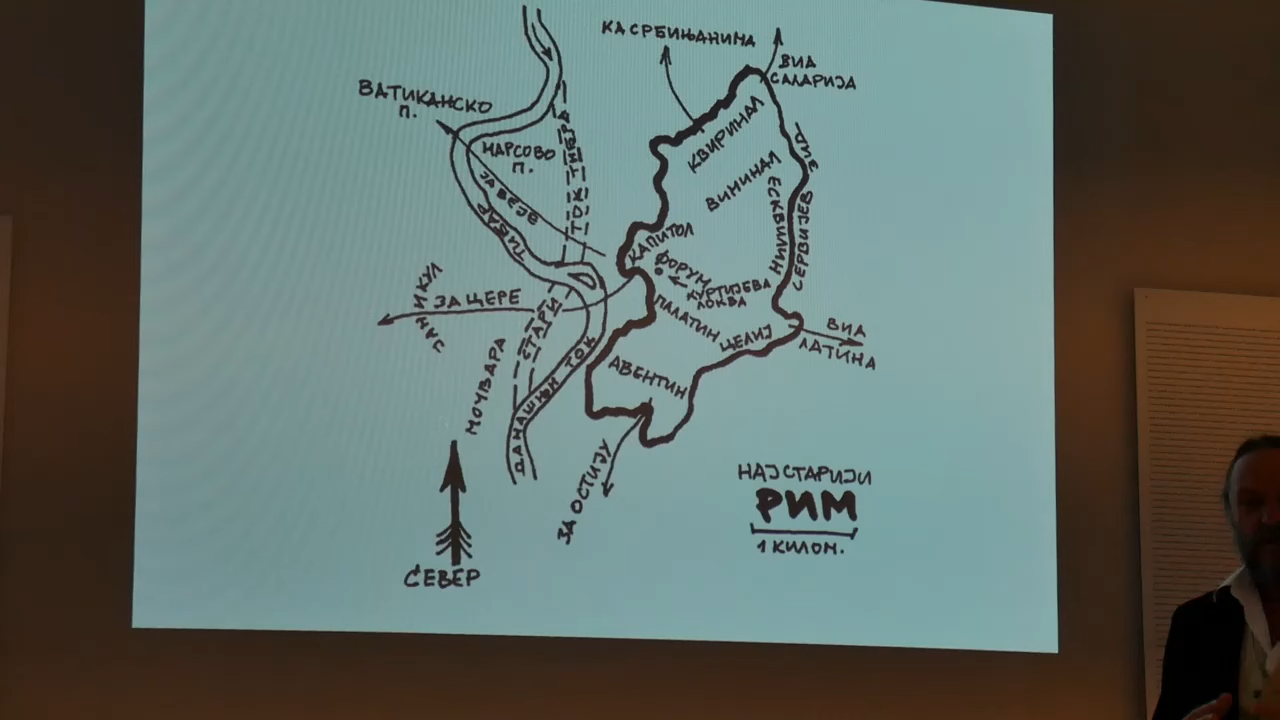 КА СРБИЊАНИМА
ВИА
САЛАРИЈА
ВАТИКАНСКО
П.
МАРСОВО
П.
ЗА ВЕЈЕ
ТИБАР
ТОК ТИБРА
КВИРИНАЛ
ВИМИНАЛ
ЕСКВИЛИН
СЕРВИЈЕВ ЗИД
КАПИТОЛ
ФОРУМ
КУРТИЈЕВА
ЛОКВА
ПАЛАТИН
ЦЕЛИЈ
АВЕНТИН
ВИА
ЛАТИНА
ЈАНИКУЛ
ЗА ЦЕРЕ
СТАРИ
МОЧВАРА
ДАНАШЊИ ТОК
ЗА ОСТИЈУ
СЕВЕР
НАЈСТАРИЈИ
РИМ
1 КИЛОМ.